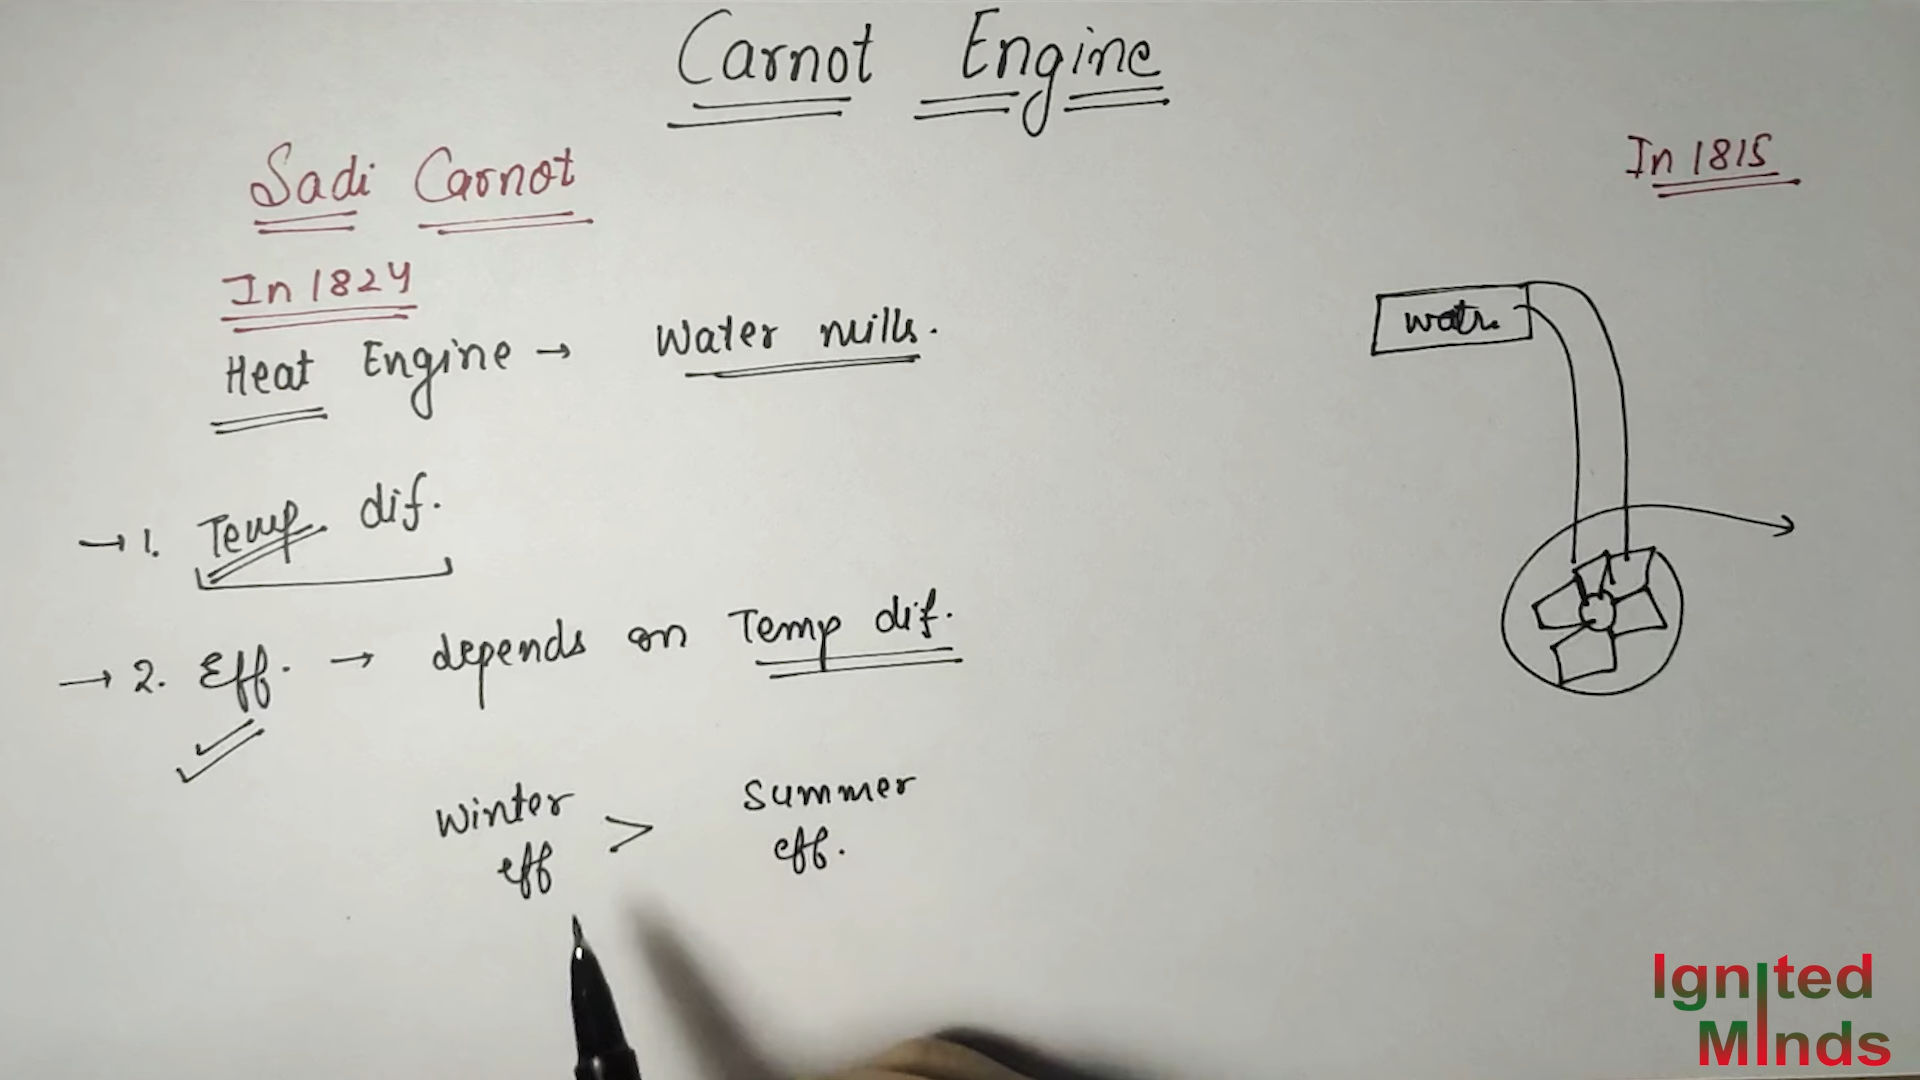 Carnot Engine
Sadi Carnot
In 1815
In 1824
Heat Engine → Water mills.
→ 1. Temp. dif.
→ 2. Eff. → depends on Temp dif.
Winter eff > Summer eff.
Ignited
Minds